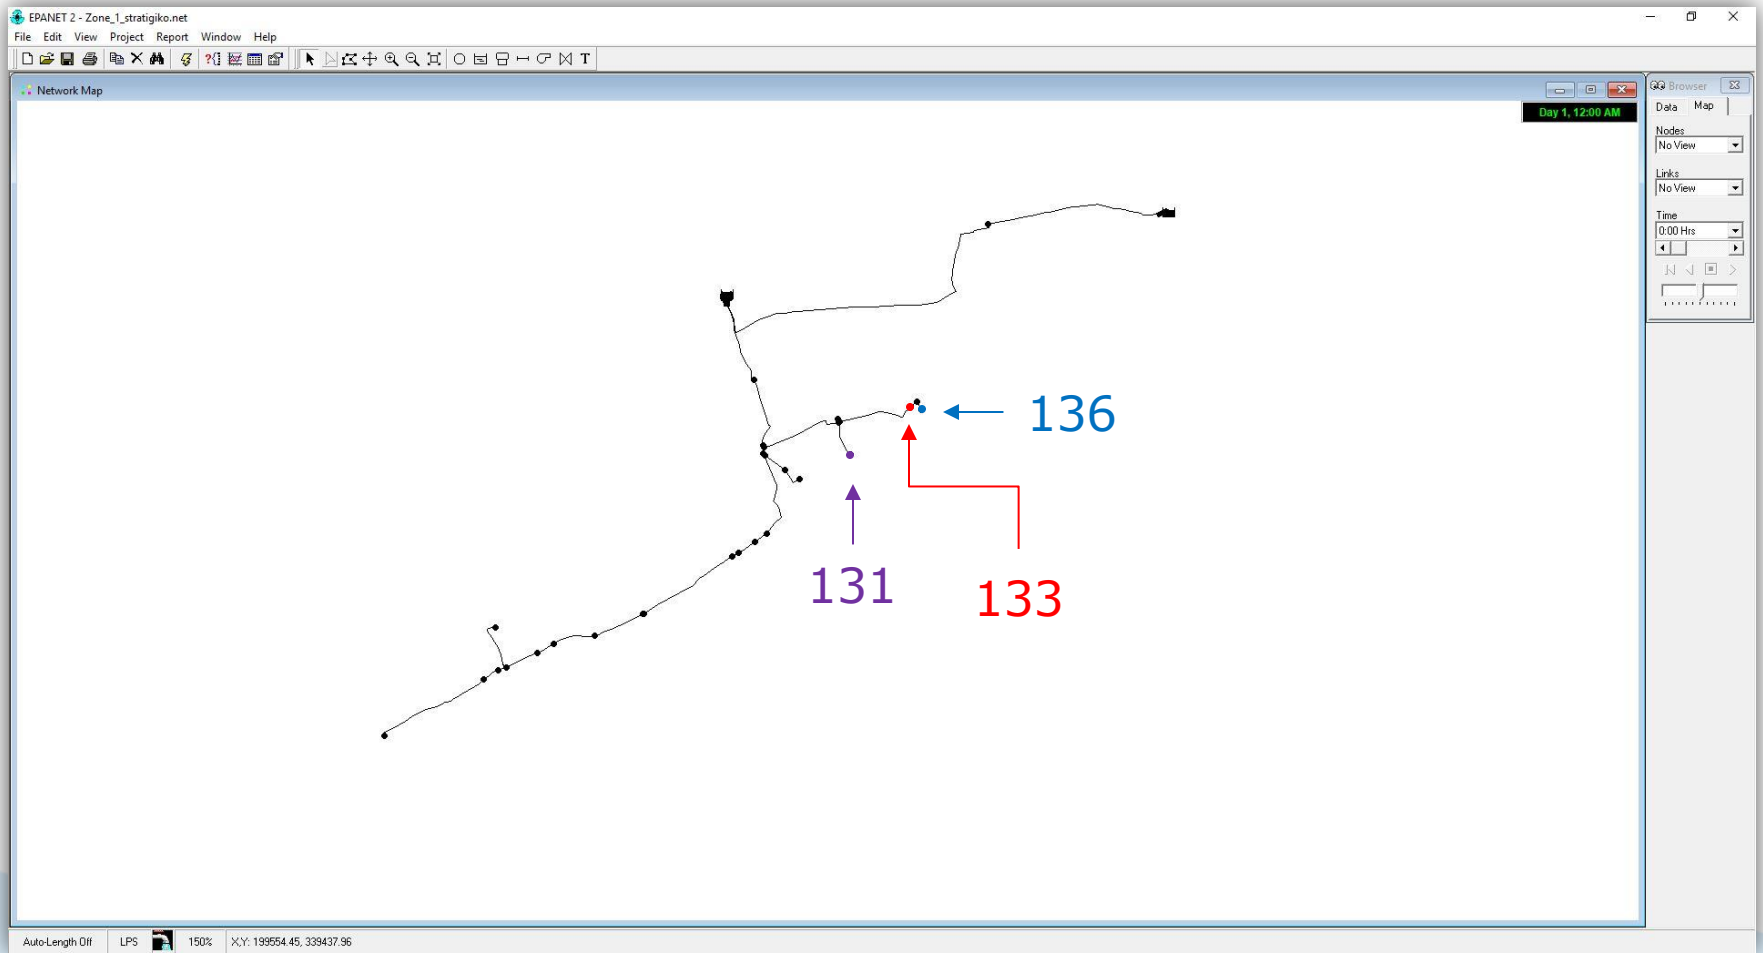 EPANET 2 - Zone_1_stratigiko.net
File Edit View Project Report Window Help
T
Network Map
Day 1, 12:00 AM
Browser
Data Map
Nodes
No View
Links
No View
Time
0:00 Hrs
136
131
133
Auto-Length Off LPS 150% X,Y: 199554.45, 339437.96